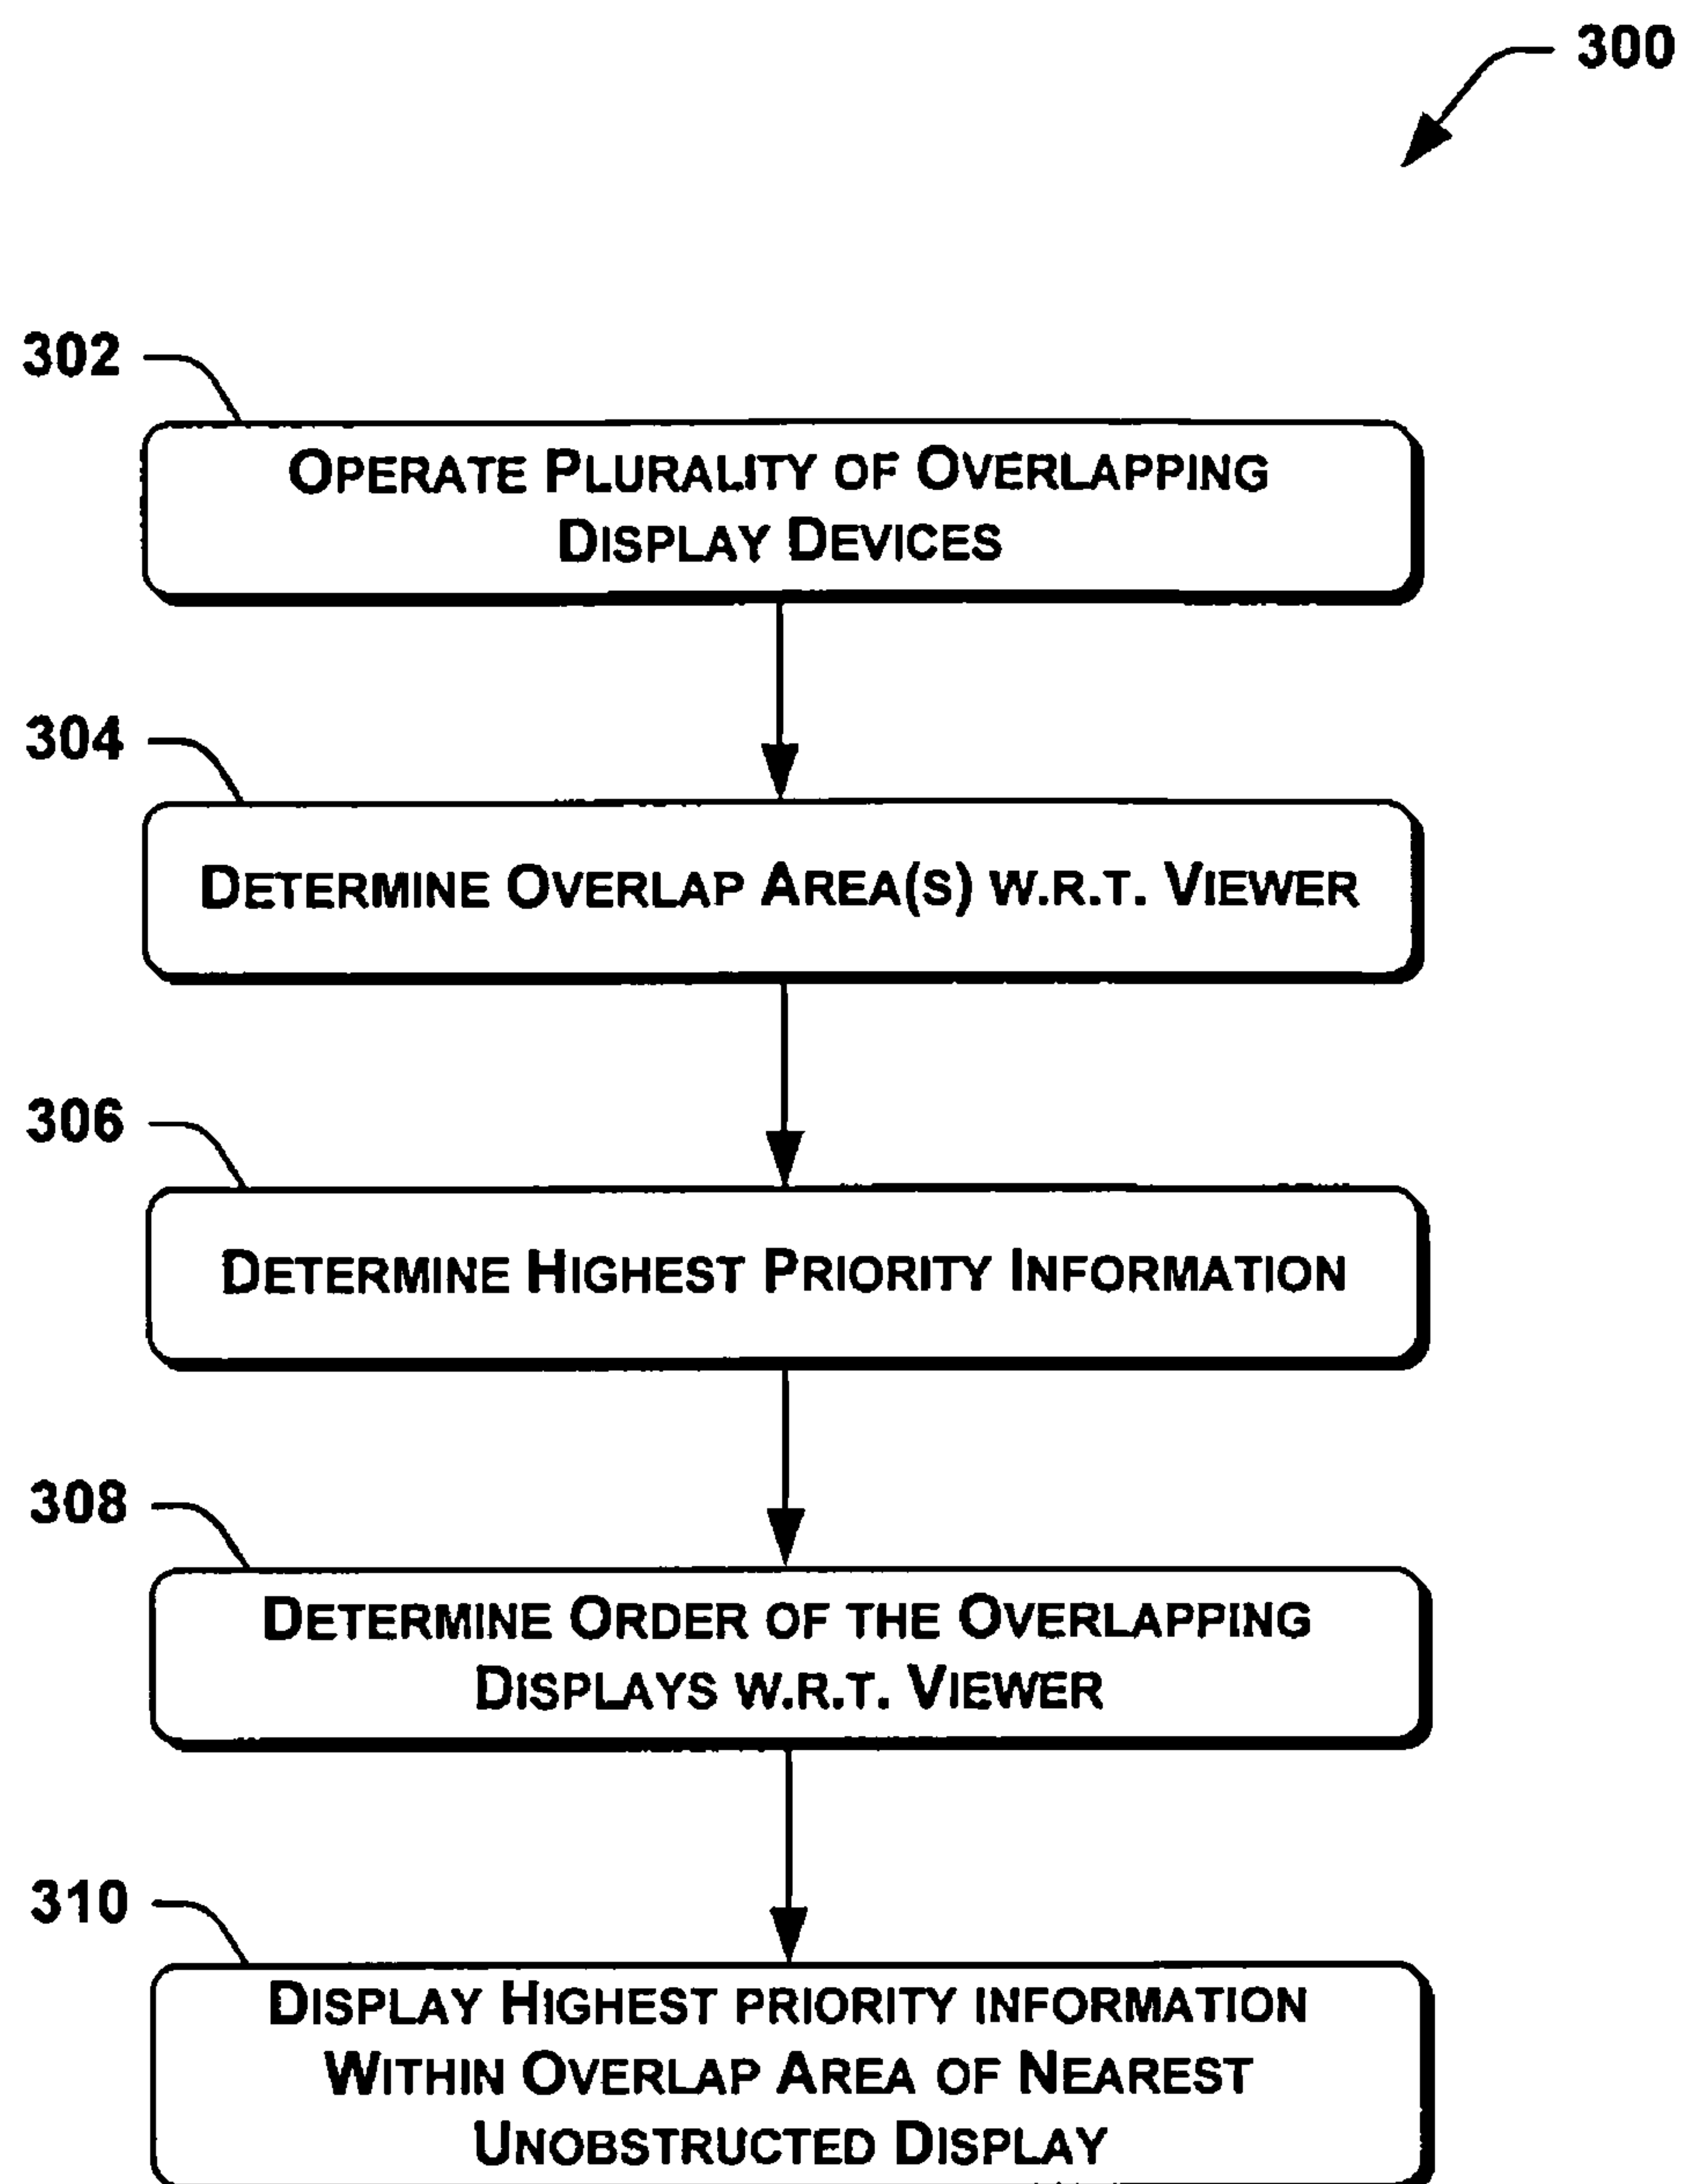 300
302
OPERATE PLURALITY OF OVERLAPPING
DISPLAY DEVICES
304
DETERMINE OVERLAP AREA(S) W.R.T. VIEWER
306
DETERMINE HIGHEST PRIORITY INFORMATION
308
DETERMINE ORDER OF THE OVERLAPPING
DISPLAYS W.R.T. VIEWER
310
DISPLAY HIGHEST PRIORITY INFORMATION
WITHIN OVERLAP AREA OF NEAREST
UNOBSTRUCTED DISPLAY